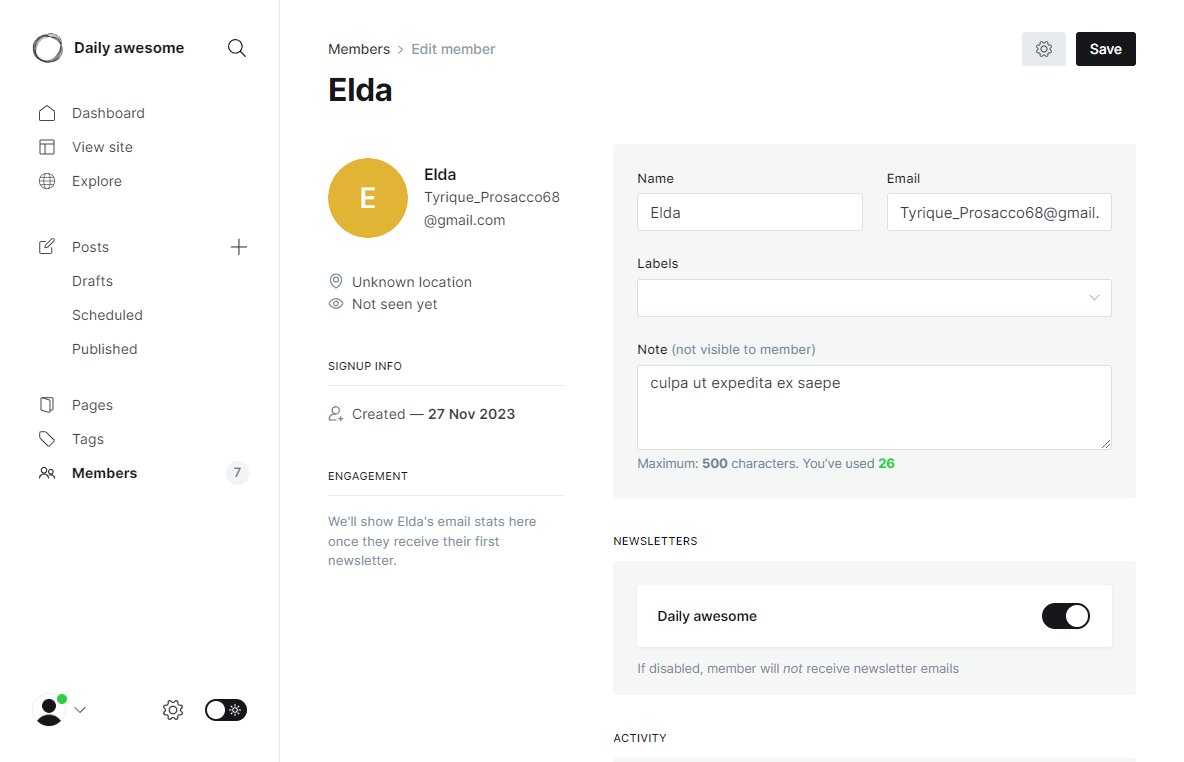 Daily awesome
Dashboard
View site
Explore
Posts
Drafts
Scheduled
Published
Pages
Tags
Members 7
Members > Edit member
Save
Elda
E
Elda
Tyrique_Prosacco68
@gmail.com
Unknown location
Not seen yet
SIGNUP INFO
Created — 27 Nov 2023
ENGAGEMENT
We'll show Elda's email stats here
once they receive their first
newsletter.
Name Email
Elda Tyrique_Prosacco68@gmail.
Labels
Note (not visible to member)
culpa ut expedita ex saepe
Maximum: 500 characters. You've used 26
NEWSLETTERS
Daily awesome
If disabled, member will not receive newsletter emails
ACTIVITY